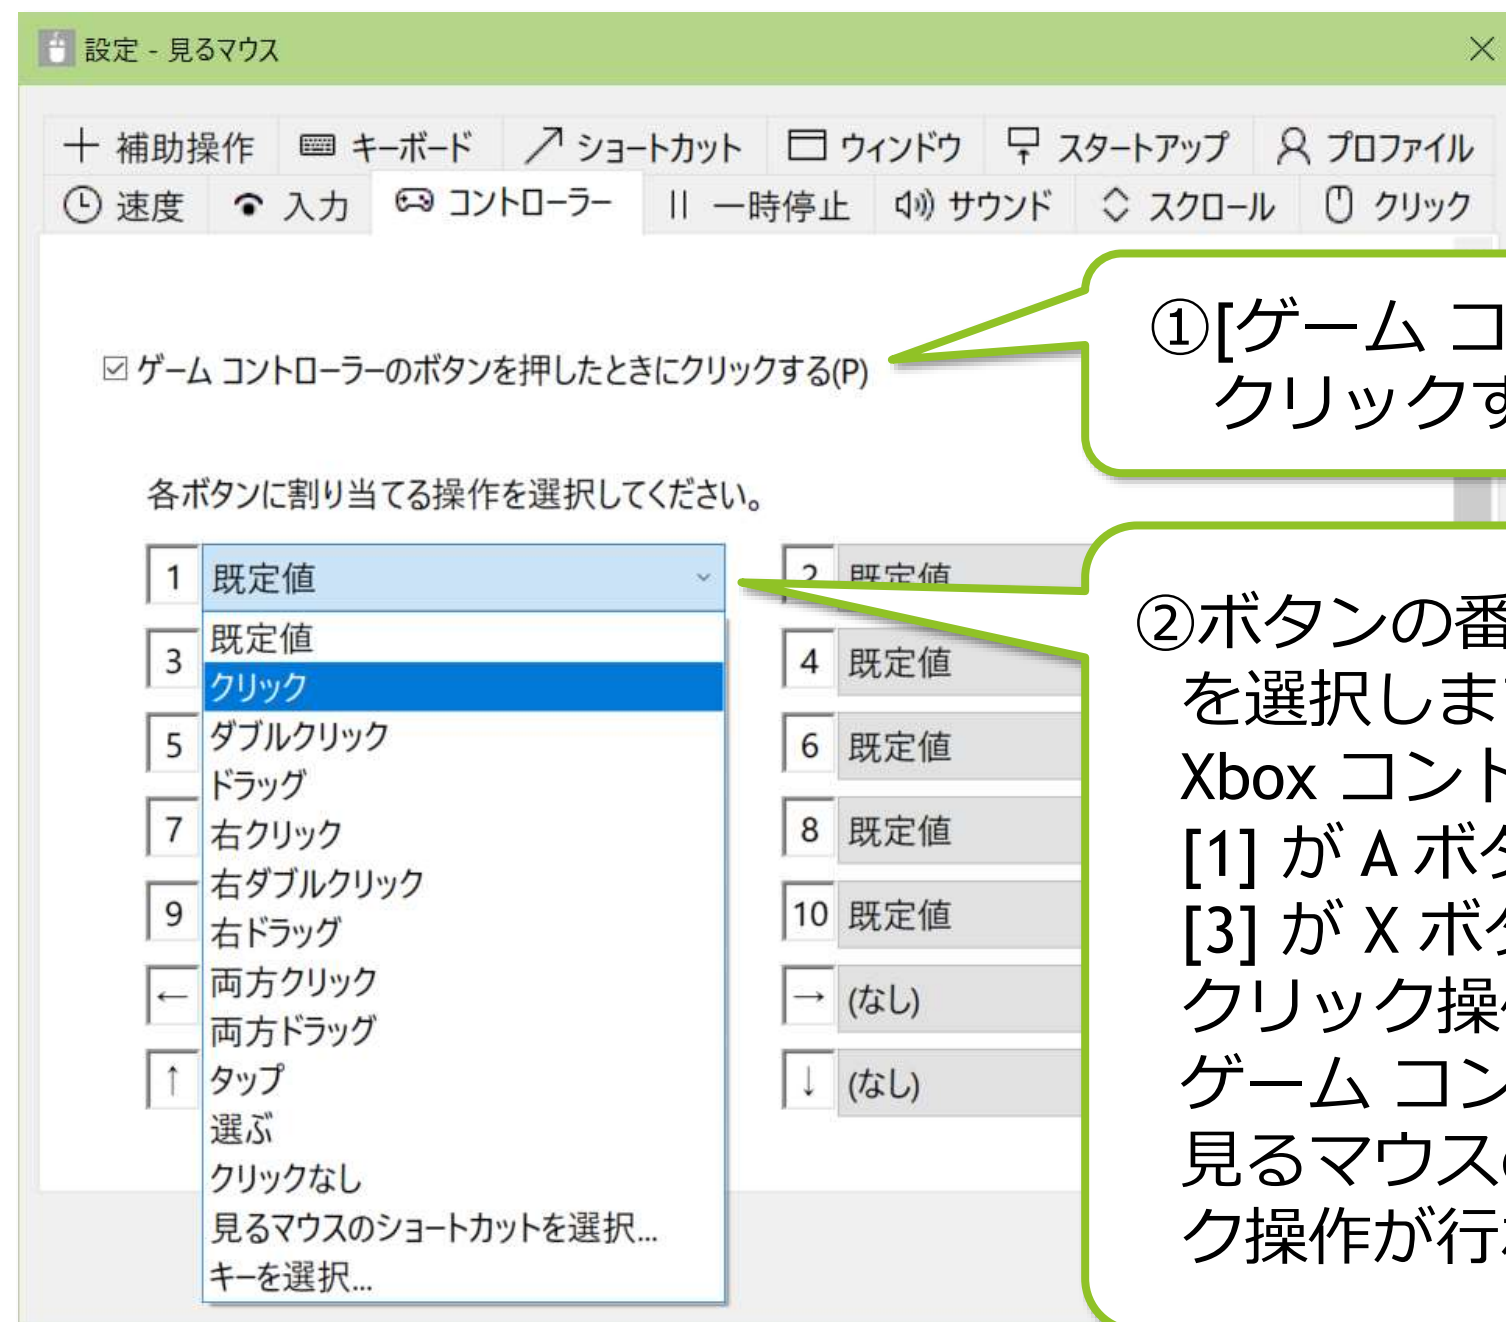 設定 - 見るマウス
補助操作 キーボード ショートカット ウィンドウ スタートアップ プロファイル
速度 入力 コントローラー 一時停止 サウンド スクロール クリック
ゲーム コントローラーのボタンを押したときにクリックする(P)
①[ゲーム コ
クリックす
各ボタンに割り当てる操作を選択してください。
1 既定値
2 既定値
3
4 既定値
5
6 既定値
7
8 既定値
9
10 既定値
←
→ (なし)
↑
↓ (なし)
既定値
クリック
ダブルクリック
ドラッグ
右クリック
右ダブルクリック
右ドラッグ
両方クリック
両方ドラッグ
タップ
選ぶ
クリックなし
見るマウスのショートカットを選択...
キーを選択...
②ボタンの番
を選択しま
Xbox コント
[1] が A ボタ
[3] が X ボタ
クリック操作
ゲーム コン
見るマウスの
ク操作が行わ